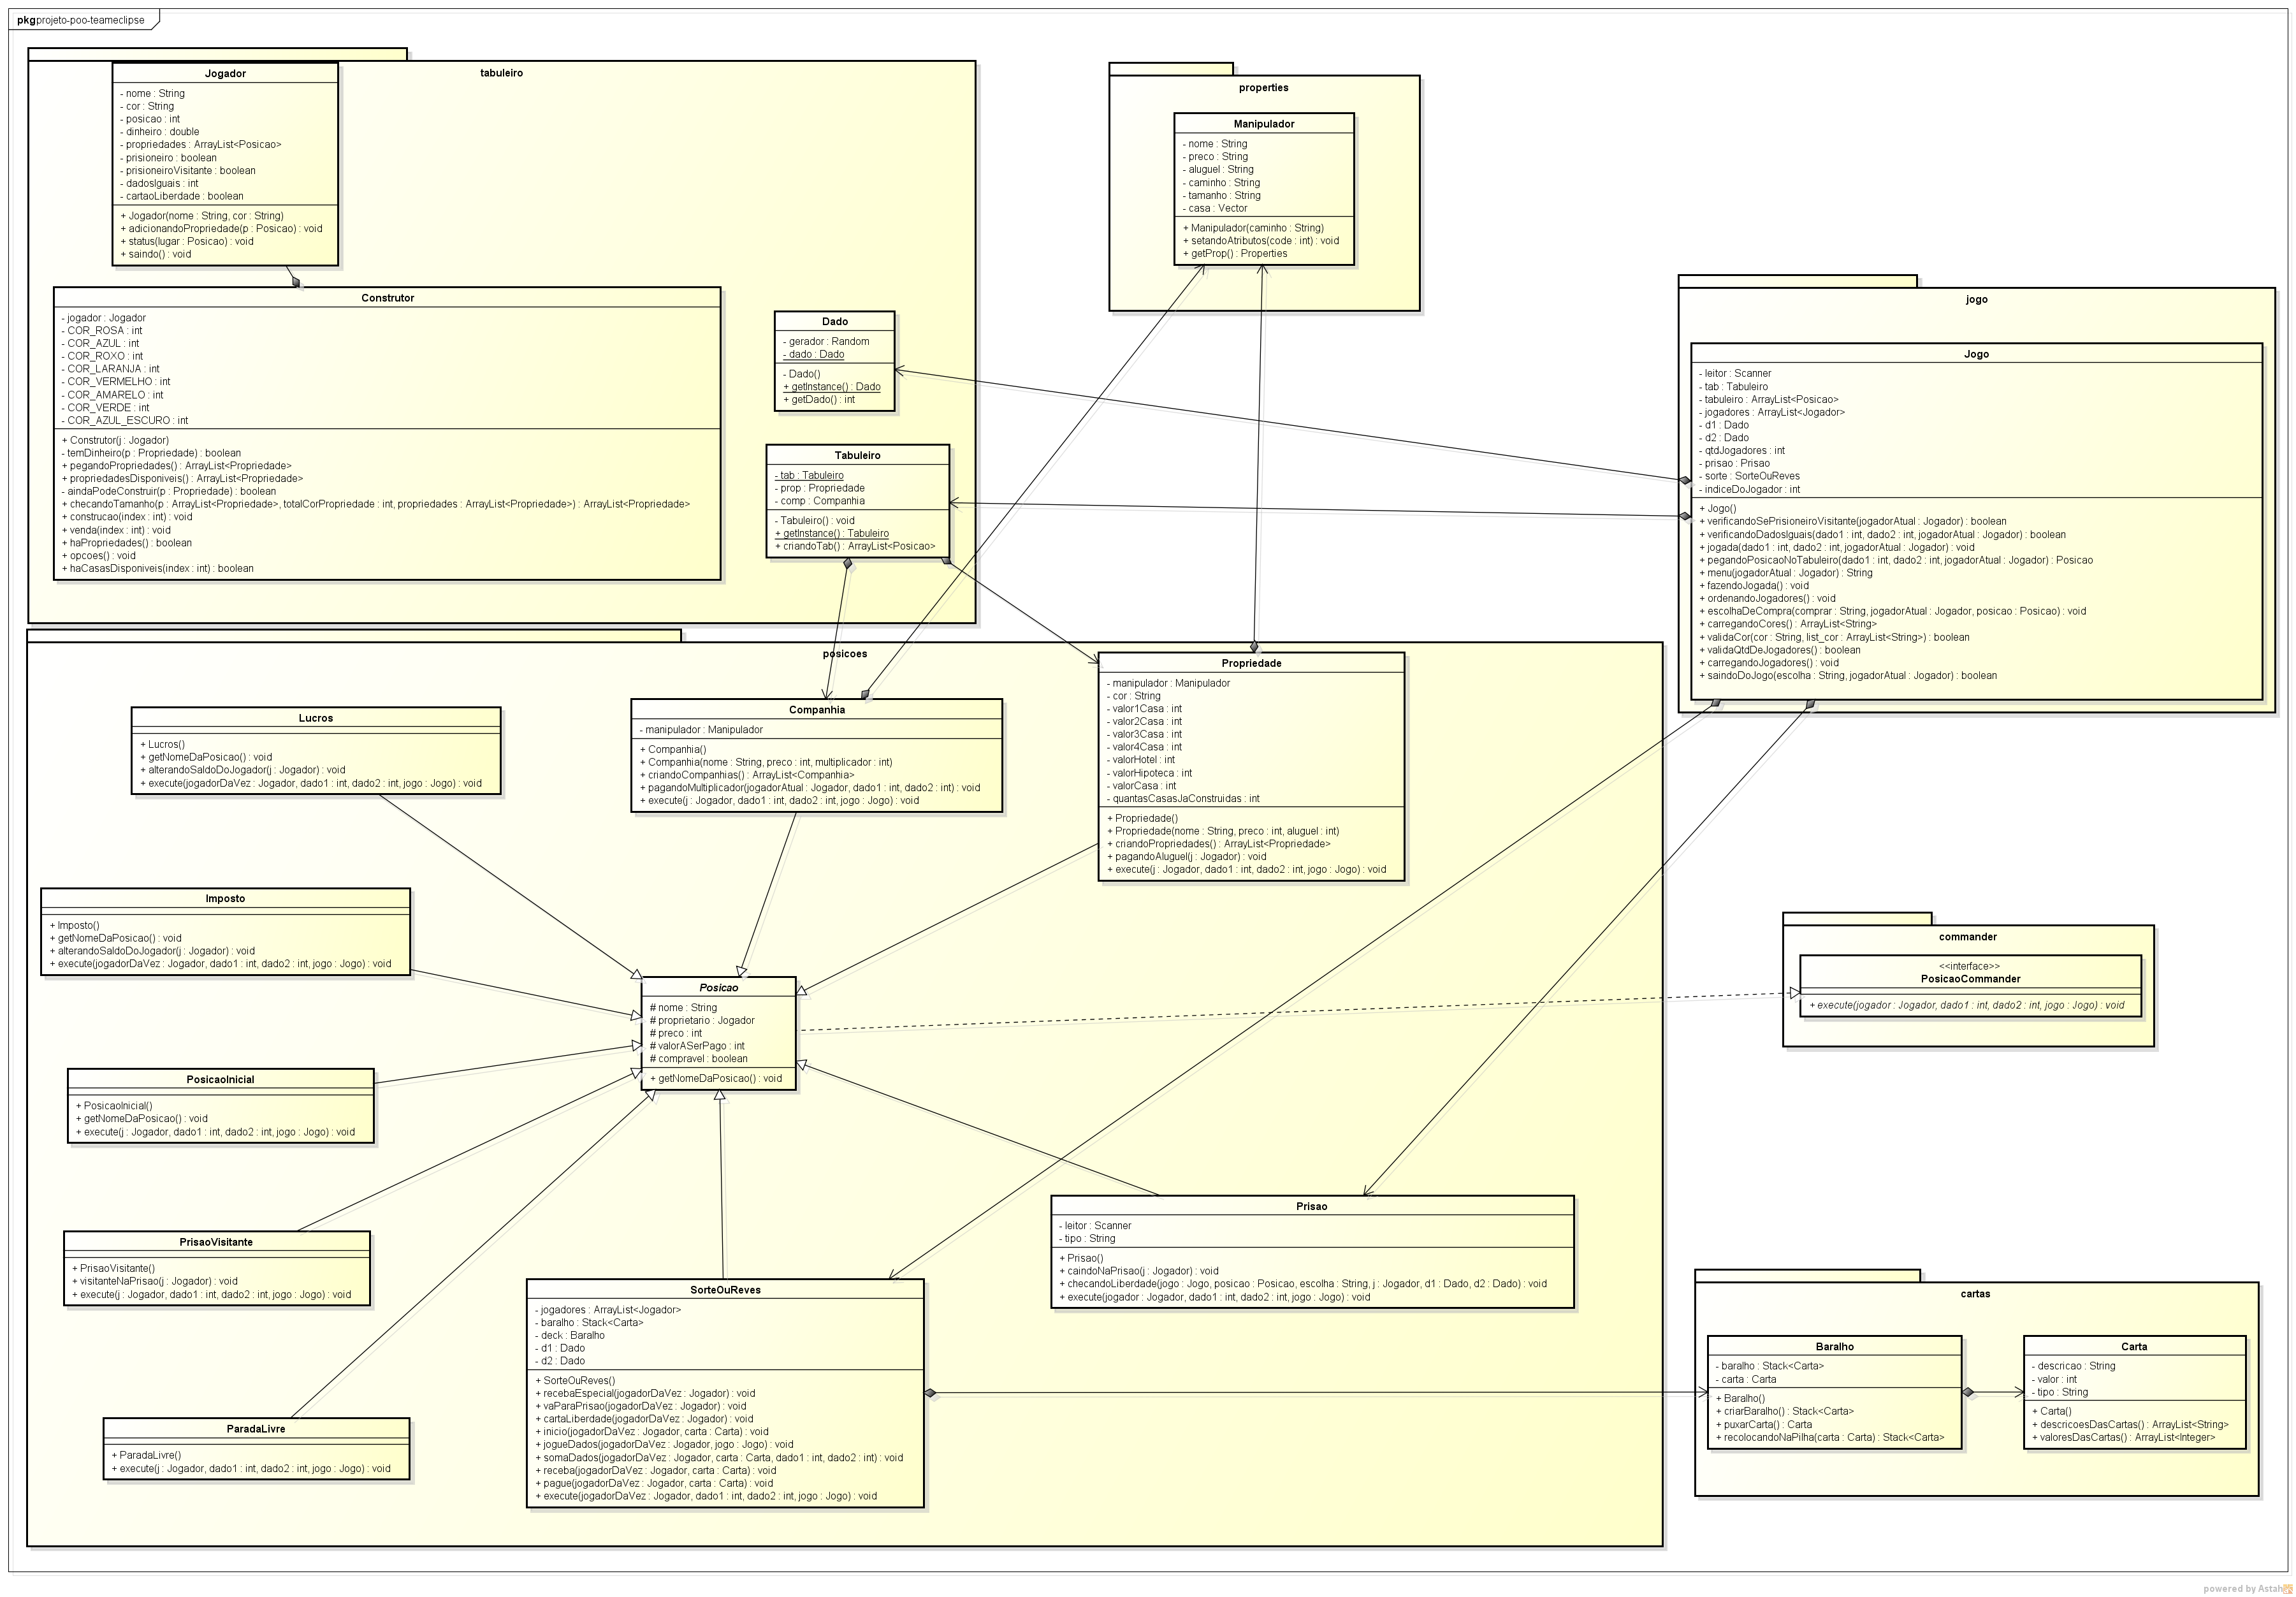 pkg projeto-poo-teameclipse
tabuleiro
Jogador
- nome : String
- cor : String
- posicao : int
- dinheiro : double
- propriedades : ArrayList<Posicao>
- prisioneiro : boolean
- prisioneiroVisitante : boolean
- dadosIguais : int
- cartaoLiberdade : boolean
+ Jogador(nome : String, cor : String)
+ adicionandoPropriedade(p : Posicao) : void
+ status(lugar : Posicao) : void
+ saindo() : void
Construtor
- jogador : Jogador
- COR_ROSA : int
- COR_AZUL : int
- COR_ROXO : int
- COR_LARANJA : int
- COR_VERMELHO : int
- COR_AMARELO : int
- COR_VERDE : int
- COR_AZUL_ESCURO : int
+ Construtor(j : Jogador)
- temDinheiro(p : Propriedade) : boolean
+ pegandoPropriedades() : ArrayList<Propriedade>
+ propriedadesDisponiveis() : ArrayList<Propriedade>
- aindaPodeConstruir(p : Propriedade) : boolean
+ checandoTamanho(p : ArrayList<Propriedade>, totalCorPropriedade : int, propriedades : ArrayList<Propriedade>) : ArrayList<Propriedade>
+ construcao(index : int) : void
+ venda(index : int) : void
+ haPropriedades() : boolean
+ opcoes() : void
+ haCasasDisponiveis(index : int) : boolean
Dado
- gerador : Random
- dado : Dado
- Dado()
+ getInstance() : Dado
+ getDado() : int
Tabuleiro
- tab : Tabuleiro
- prop : Propriedade
- comp : Companhia
- Tabuleiro() : void
+ getInstance() : Tabuleiro
+ criandoTab() : ArrayList<Posicao>
properties
Manipulador
- nome : String
- preco : String
- aluguel : String
- caminho : String
- tamanho : String
- casa : Vector
+ Manipulador(caminho : String)
+ setandoAtributos(code : int) : void
+ getProp() : Properties
jogo
Jogo
- leitor : Scanner
- tab : Tabuleiro
- tabuleiro : ArrayList<Posicao>
- jogadores : ArrayList<Jogador>
- d1 : Dado
- d2 : Dado
- qtdJogadores : int
- prisao : Prisao
- sorte : SorteOuReves
- indiceDoJogador : int
+ Jogo()
+ verificandoSePrisioneiroVisitante(jogadorAtual : Jogador) : boolean
+ verificandoDadosIguais(dado1 : int, dado2 : int, jogadorAtual : Jogador) : boolean
+ jogada(dado1 : int, dado2 : int, jogadorAtual : Jogador) : void
+ pegandoPosicaoNoTabuleiro(dado1 : int, dado2 : int, jogadorAtual : Jogador) : Posicao
+ menu(jogadorAtual : Jogador) : String
+ fazendoJogada() : void
+ ordenandoJogadores() : void
+ escolhaDeCompra(comprar : String, jogadorAtual : Jogador, posicao : Posicao) : void
+ carregandoCores() : ArrayList<String>
+ validaCor(cor : String, list_cor : ArrayList<String>) : boolean
+ validaQtdDeJogadores() : boolean
+ carregandoJogadores() : void
+ saindoDoJogo(escolha : String, jogadorAtual : Jogador) : boolean
posicoes
Lucros
+ Lucros()
+ getNomeDaPosicao() : void
+ alterandoSaldoDoJogador(j : Jogador) : void
+ execute(jogadorDaVez : Jogador, dado1 : int, dado2 : int, jogo : Jogo) : void
Companhia
- manipulador : Manipulador
+ Companhia()
+ Companhia(nome : String, preco : int, multiplicador : int)
+ criandoCompanhias() : ArrayList<Companhia>
+ pagandoMultiplicador(jogadorAtual : Jogador, dado1 : int, dado2 : int) : void
+ execute(j : Jogador, dado1 : int, dado2 : int, jogo : Jogo) : void
Propriedade
- manipulador : Manipulador
- cor : String
- valor1Casa : int
- valor2Casa : int
- valor3Casa : int
- valor4Casa : int
- valorHotel : int
- valorHipoteca : int
- valorCasa : int
- quantasCasasJaConstruidas : int
+ Propriedade()
+ Propriedade(nome : String, preco : int, aluguel : int)
+ criandoPropriedades() : ArrayList<Propriedade>
+ pagandoAluguel(j : Jogador) : void
+ execute(j : Jogador, dado1 : int, dado2 : int, jogo : Jogo) : void
Imposto
+ Imposto()
+ getNomeDaPosicao() : void
+ alterandoSaldoDoJogador(j : Jogador) : void
+ execute(jogadorDaVez : Jogador, dado1 : int, dado2 : int, jogo : Jogo) : void
Posicao
# nome : String
# proprietario : Jogador
# preco : int
# valorASerPago : int
# compravel : boolean
+ getNomeDaPosicao() : void
commander
<<interface>>
PosicaoCommander
+ execute(jogador : Jogador, dado1 : int, dado2 : int, jogo : Jogo) : void
PosicaoInicial
+ PosicaoInicial()
+ getNomeDaPosicao() : void
+ execute(j : Jogador, dado1 : int, dado2 : int, jogo : Jogo) : void
PrisaoVisitante
+ PrisaoVisitante()
+ visitanteNaPrisao(j : Jogador) : void
+ execute(j : Jogador, dado1 : int, dado2 : int, jogo : Jogo) : void
ParadaLivre
+ ParadaLivre()
+ execute(j : Jogador, dado1 : int, dado2 : int, jogo : Jogo) : void
SorteOuReves
- jogadores : ArrayList<Jogador>
- baralho : Stack<Carta>
- deck : Baralho
- d1 : Dado
- d2 : Dado
+ SorteOuReves()
+ recebaEspecial(jogadorDaVez : Jogador) : void
+ vaParaPrisao(jogadorDaVez : Jogador) : void
+ cartaLiberdade(jogadorDaVez : Jogador) : void
+ inicio(jogadorDaVez : Jogador, carta : Carta) : void
+ jogueDados(jogadorDaVez : Jogador, jogo : Jogo) : void
+ somaDados(jogadorDaVez : Jogador, carta : Carta, dado1 : int, dado2 : int) : void
+ receba(jogadorDaVez : Jogador, carta : Carta) : void
+ pague(jogadorDaVez : Jogador, carta : Carta) : void
+ execute(jogadorDaVez : Jogador, dado1 : int, dado2 : int, jogo : Jogo) : void
Prisao
- leitor : Scanner
- tipo : String
+ Prisao()
+ caindoNaPrisao(j : Jogador) : void
+ checandoLiberdade(jogo : Jogo, posicao : Posicao, escolha : String, j : Jogador, d1 : Dado, d2 : Dado) : void
+ execute(jogador : Jogador, dado1 : int, dado2 : int, jogo : Jogo) : void
cartas
Baralho
- baralho : Stack<Carta>
- carta : Carta
+ Baralho()
+ criarBaralho() : Stack<Carta>
+ puxarCarta() : Carta
+ recolocandoNaPilha(carta : Carta) : Stack<Carta>
Carta
- descricao : String
- valor : int
- tipo : String
+ Carta()
+ descricoesDasCartas() : ArrayList<String>
+ valoresDasCartas() : ArrayList<Integer>
powered by Astah